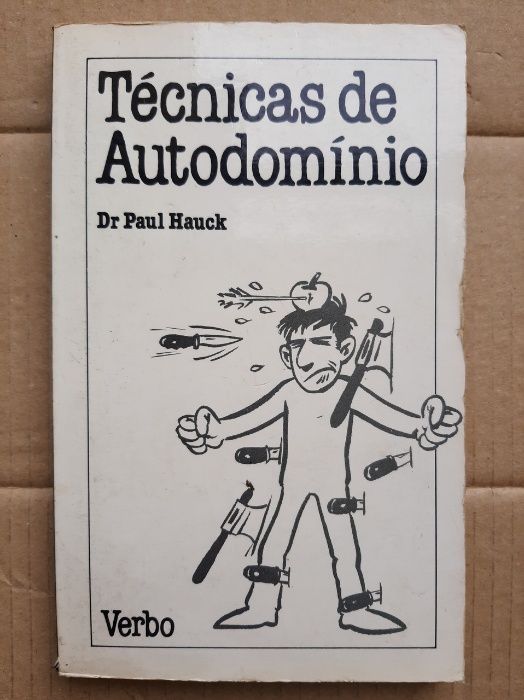 Técnicas de
Autodomínio
Dr Paul Hauck
Verbo